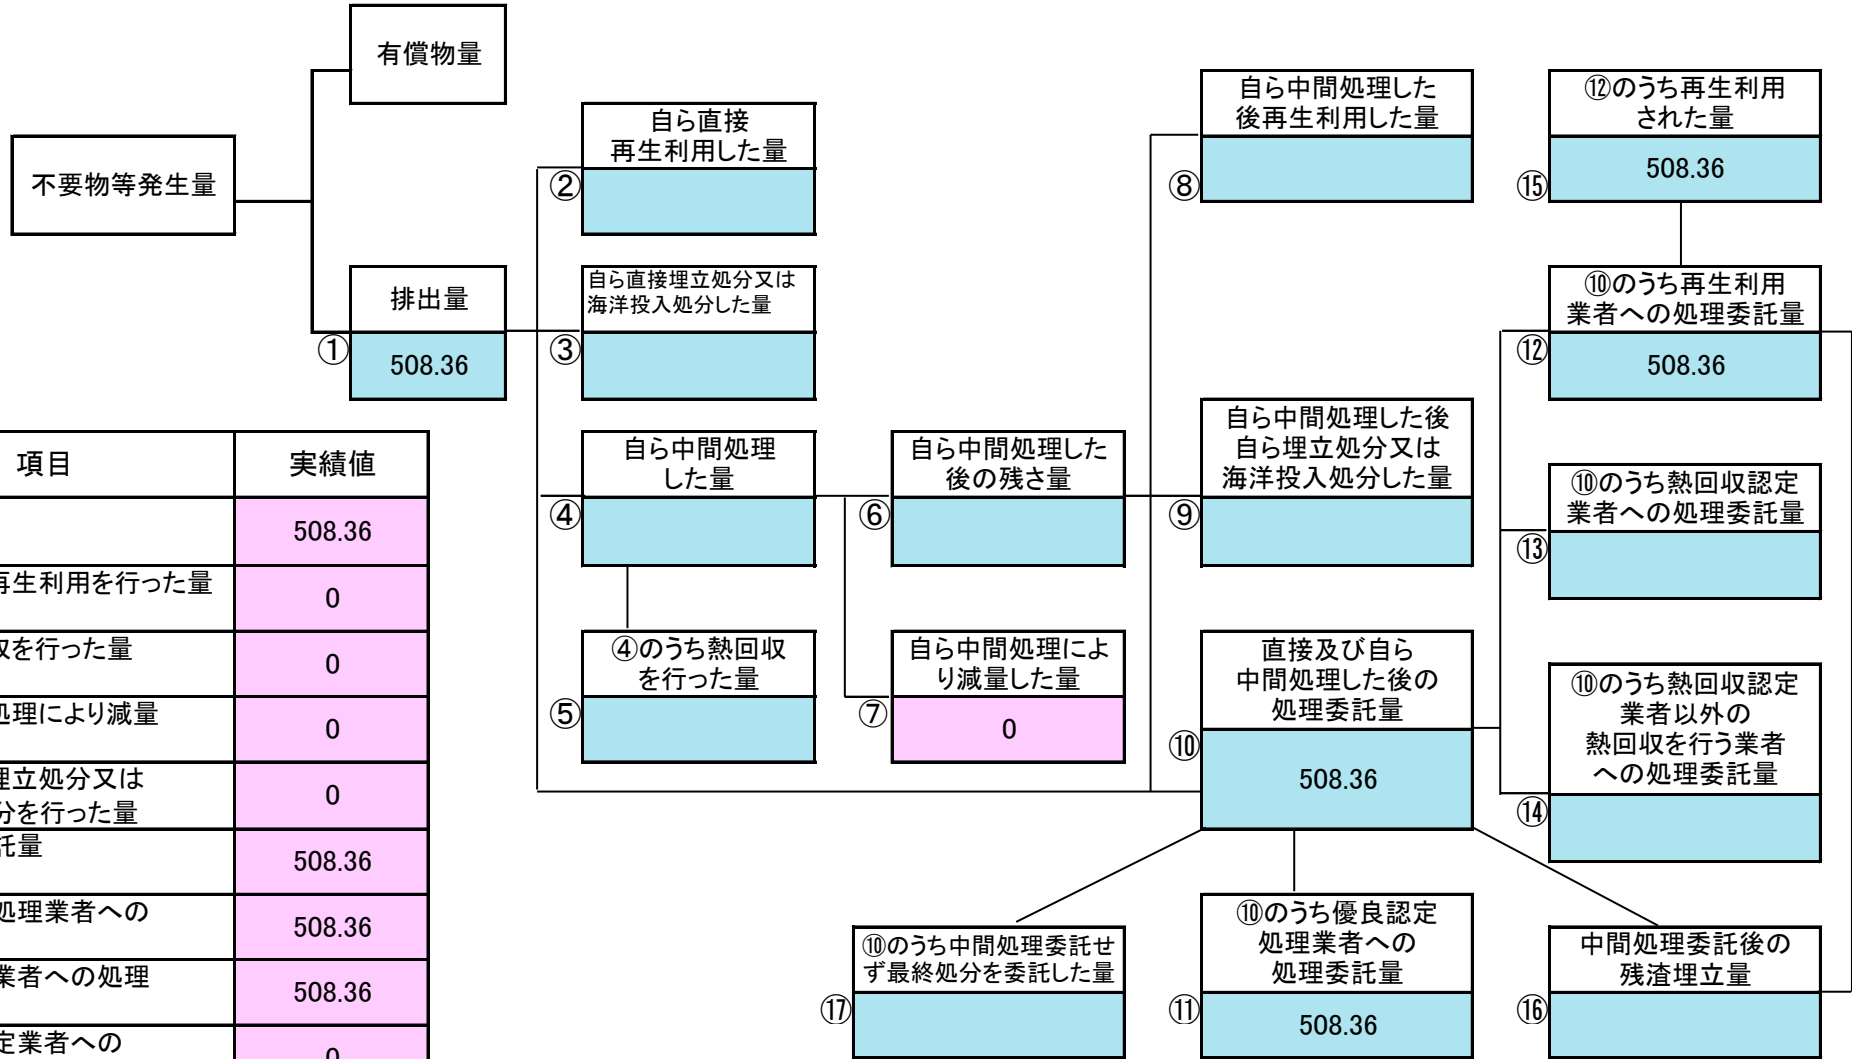 有償物量
不要物等発生量
排出量
①
508.36
自ら直接
再生利用した量
②
自ら直接埋立処分又は
海洋投入処分した量
③
自ら中間処理
した量
④
④のうち熱回収
を行った量
⑤
自ら中間処理した
後の残さ量
⑥
自ら中間処理によ
り減量した量
⑦
0
自ら中間処理した
後再生利用した量
⑧
自ら中間処理した後
自ら埋立処分又は
海洋投入処分した量
⑨
直接及び自ら
中間処理した後の
処理委託量
⑩
508.36
⑫のうち再生利用
された量
⑮
508.36
⑩のうち再生利用
業者への処理委託量
⑫
508.36
⑩のうち熱回収認定
業者への処理委託量
⑬
⑩のうち熱回収認定
業者以外の
熱回収を行う業者
への処理委託量
⑭
⑩のうち中間処理委託せ
ず最終処分を委託した量
⑰
⑩のうち優良認定
処理業者への
処理委託量
⑪
508.36
中間処理委託後の
残渣埋立量
⑯
項目 実績値
508.36
再生利用を行った量 0
を行った量 0
処理により減量 0
埋立処分又は
を行った量 0
託量 508.36
処理業者への 508.36
業者への処理 508.36
定業者への 0